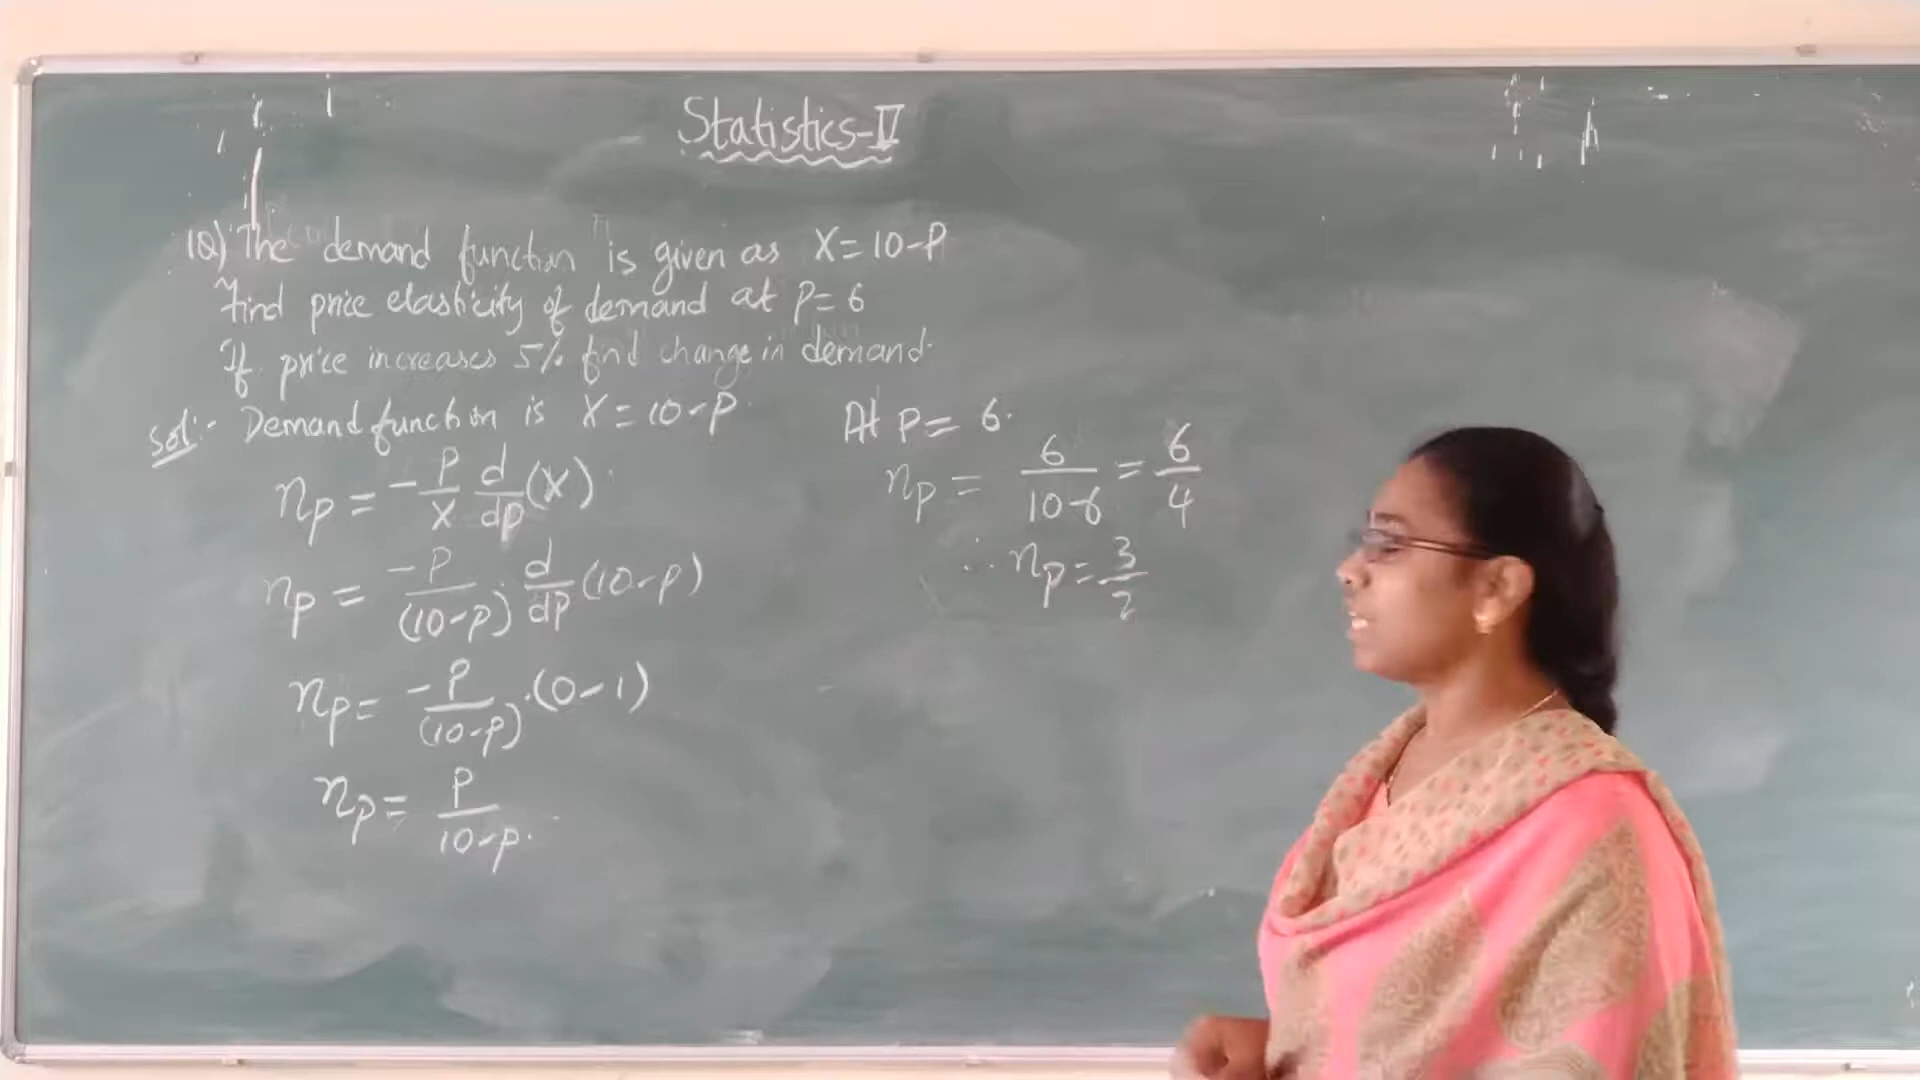 Statistics-IV
1Q) The demand function is given as X=10-P
Find price elasticity of demand at P=6
If price increases 5% find change in demand.
Sol:- Demand function is X=10-P.
ηp = -P/X d/dp (X)
ηp = -P/(10-P) . d/dp (10-P)
ηp = -P/(10-P) . (0-1)
ηp = P/10-P.
At P = 6.
ηp = 6/10-6 = 6/4
∴ ηp = 3/2